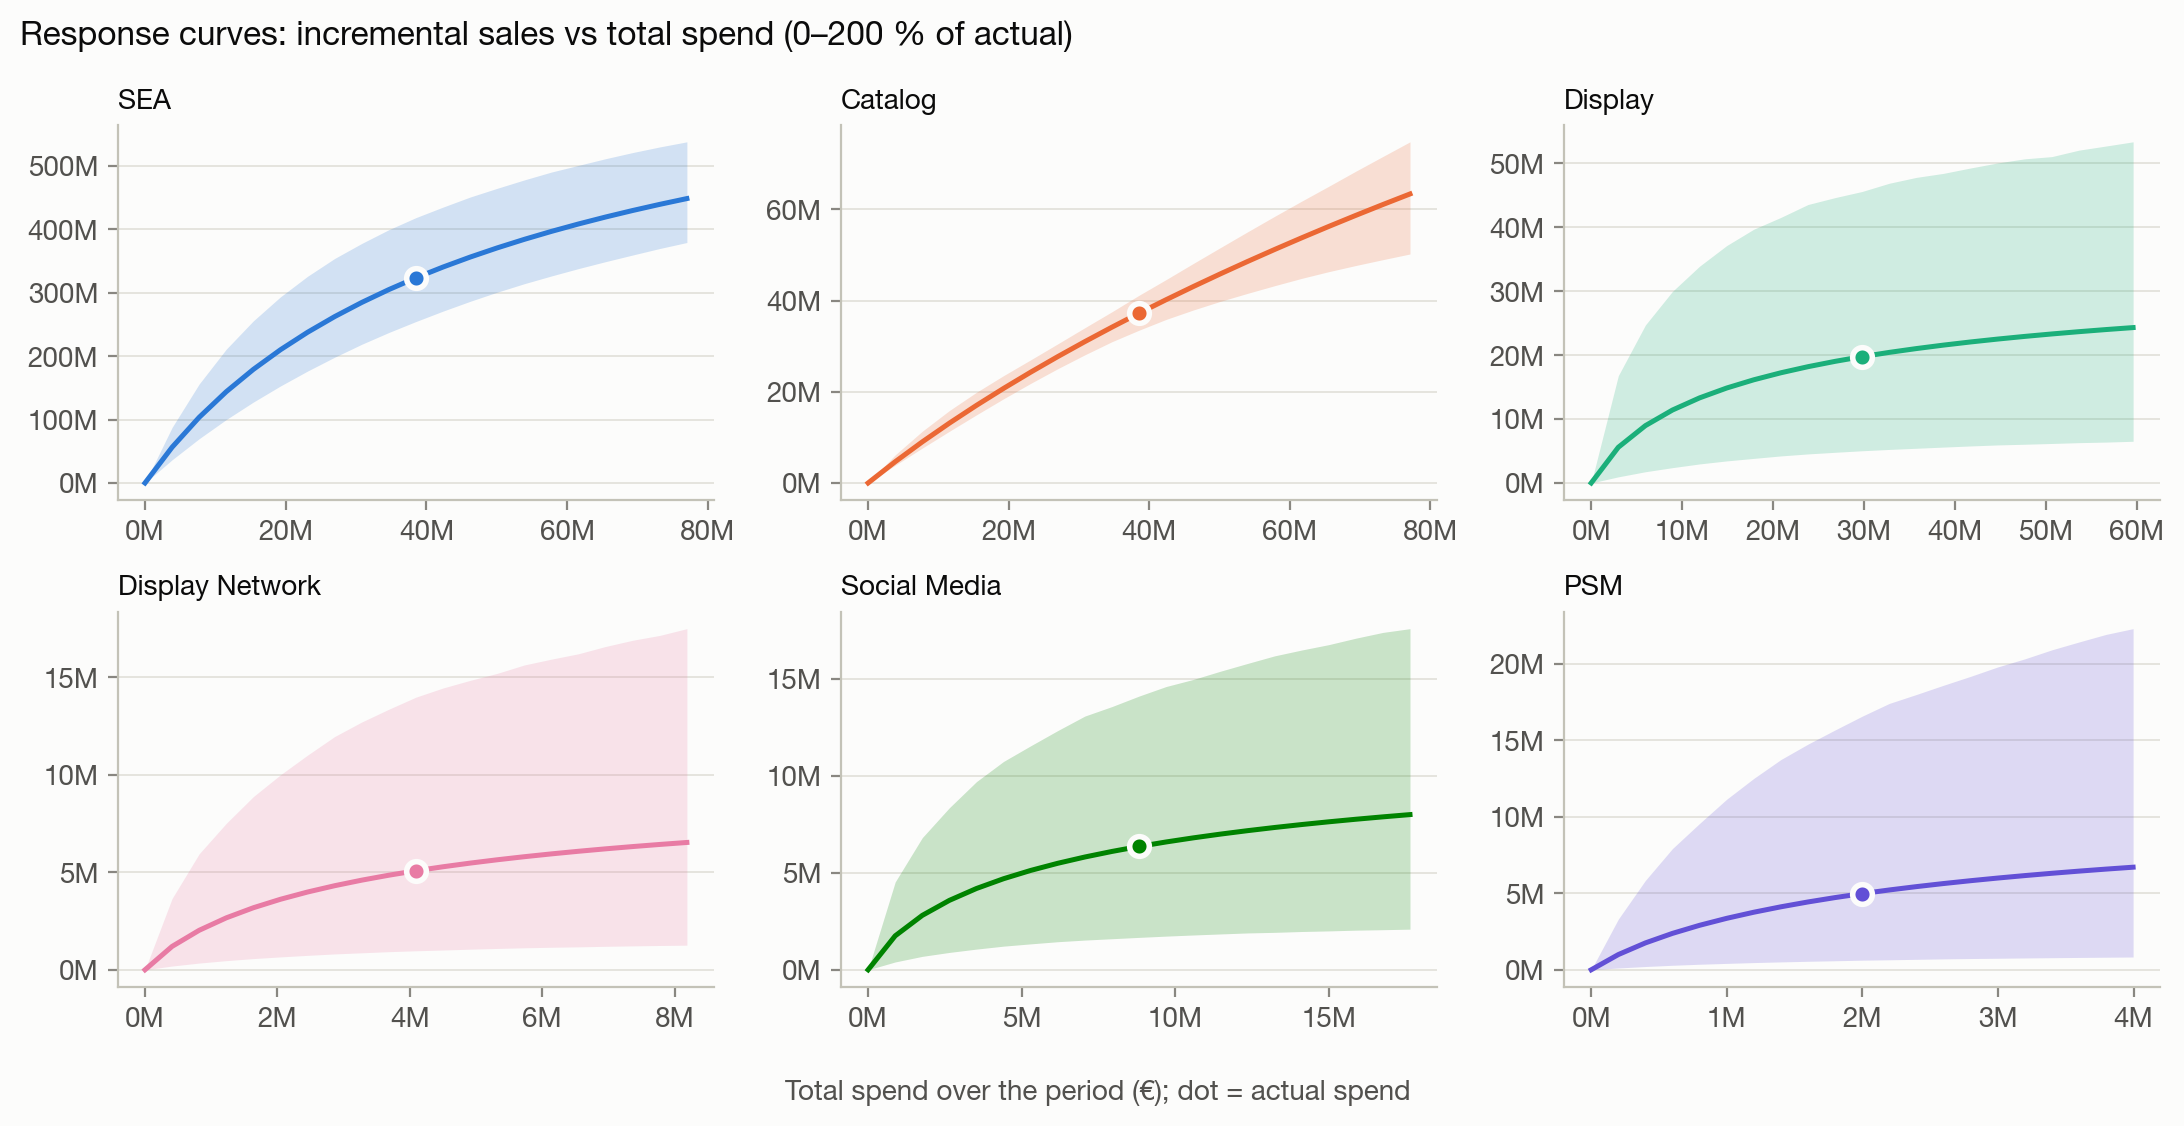 Response curves: incremental sales vs total spend (0–200 % of actual)
SEA
500M
400M
300M
200M
100M
0M
0M 20M 40M 60M 80M
Catalog
60M
40M
20M
0M
0M 20M 40M 60M 80M
Display
50M
40M
30M
20M
10M
0M
0M 10M 20M 30M 40M 50M 60M
Display Network
15M
10M
5M
0M
0M 2M 4M 6M 8M
Social Media
15M
10M
5M
0M
0M 5M 10M 15M
PSM
20M
15M
10M
5M
0M
0M 1M 2M 3M 4M
Total spend over the period (€); dot = actual spend